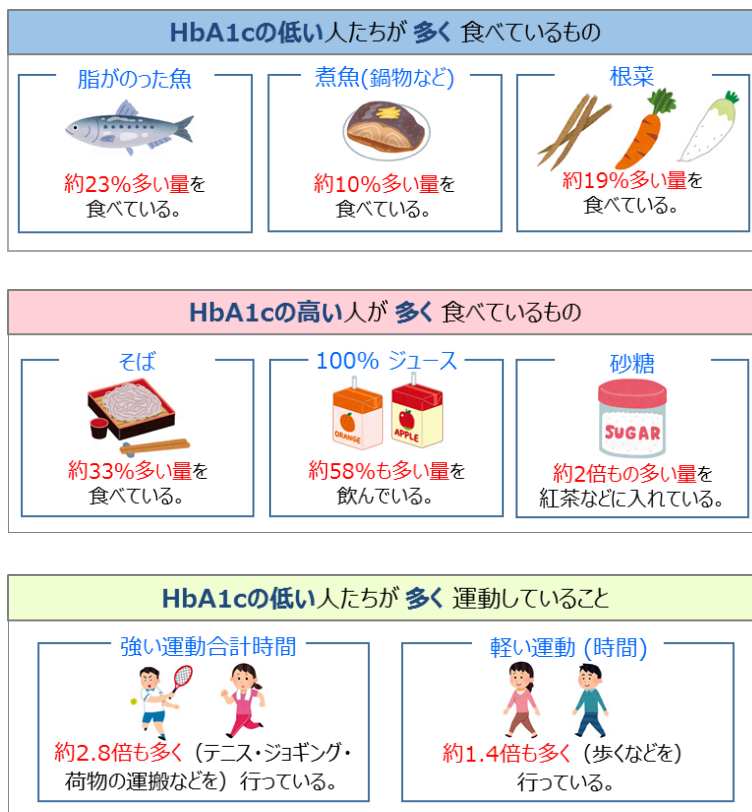 HbA1cの低い人たちが 多く 食べているもの
脂がのった魚
約23%多い量を
食べている。
煮魚(鍋物など)
約10%多い量を
食べている。
根菜
約19%多い量を
食べている。
HbA1cの高い人が 多く 食べているもの
そば
約33%多い量を
食べている。
100% ジュース
ORANGE
APPLE
約58%も多い量を
飲んでいる。
砂糖
SUGAR
約2倍もの多い量を
紅茶などに入れている。
HbA1cの低い人たちが 多く 運動していること
強い運動合計時間
約2.8倍も多く（テニス・ジョギング・
荷物の運搬などを）行っている。
軽い運動 (時間)
約1.4倍も多く（歩くなどを）
行っている。